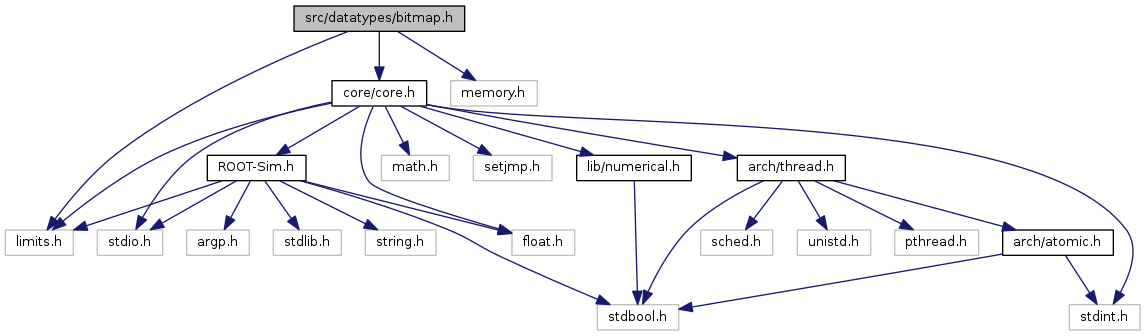 src/datatypes/bitmap.h
core/core.h
memory.h
ROOT-Sim.h
math.h
setjmp.h
lib/numerical.h
arch/thread.h
limits.h
stdio.h
argp.h
stdlib.h
string.h
float.h
sched.h
unistd.h
pthread.h
arch/atomic.h
stdbool.h
stdint.h